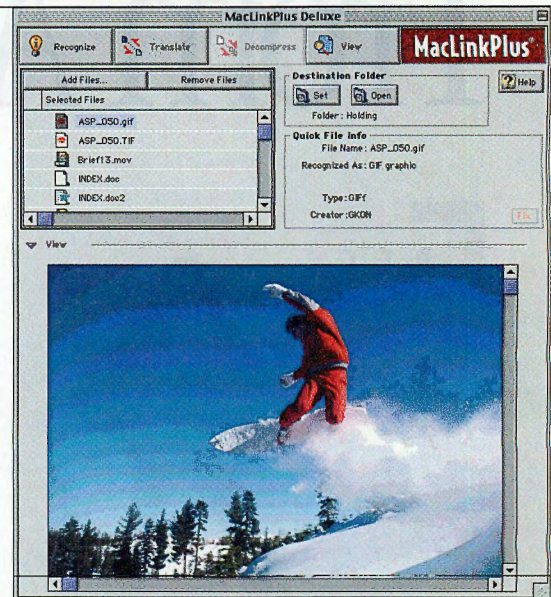 MacLinkPlus Deluxe
Recognize
Translate
Decompress
View
MacLinkPlus®
Add Files...
Remove Files
Selected Files
ASP_050.gif
ASP_050.TIF
Brief13.mov
INDEX.doc
INDEX.doc2
Destination Folder
Set
Open
Folder: Holding
Help
Quick File Info
File Name: ASP_050.gif
Recognized As: GIF graphic
Type: GIFf
Creator: GKON
Fix
View